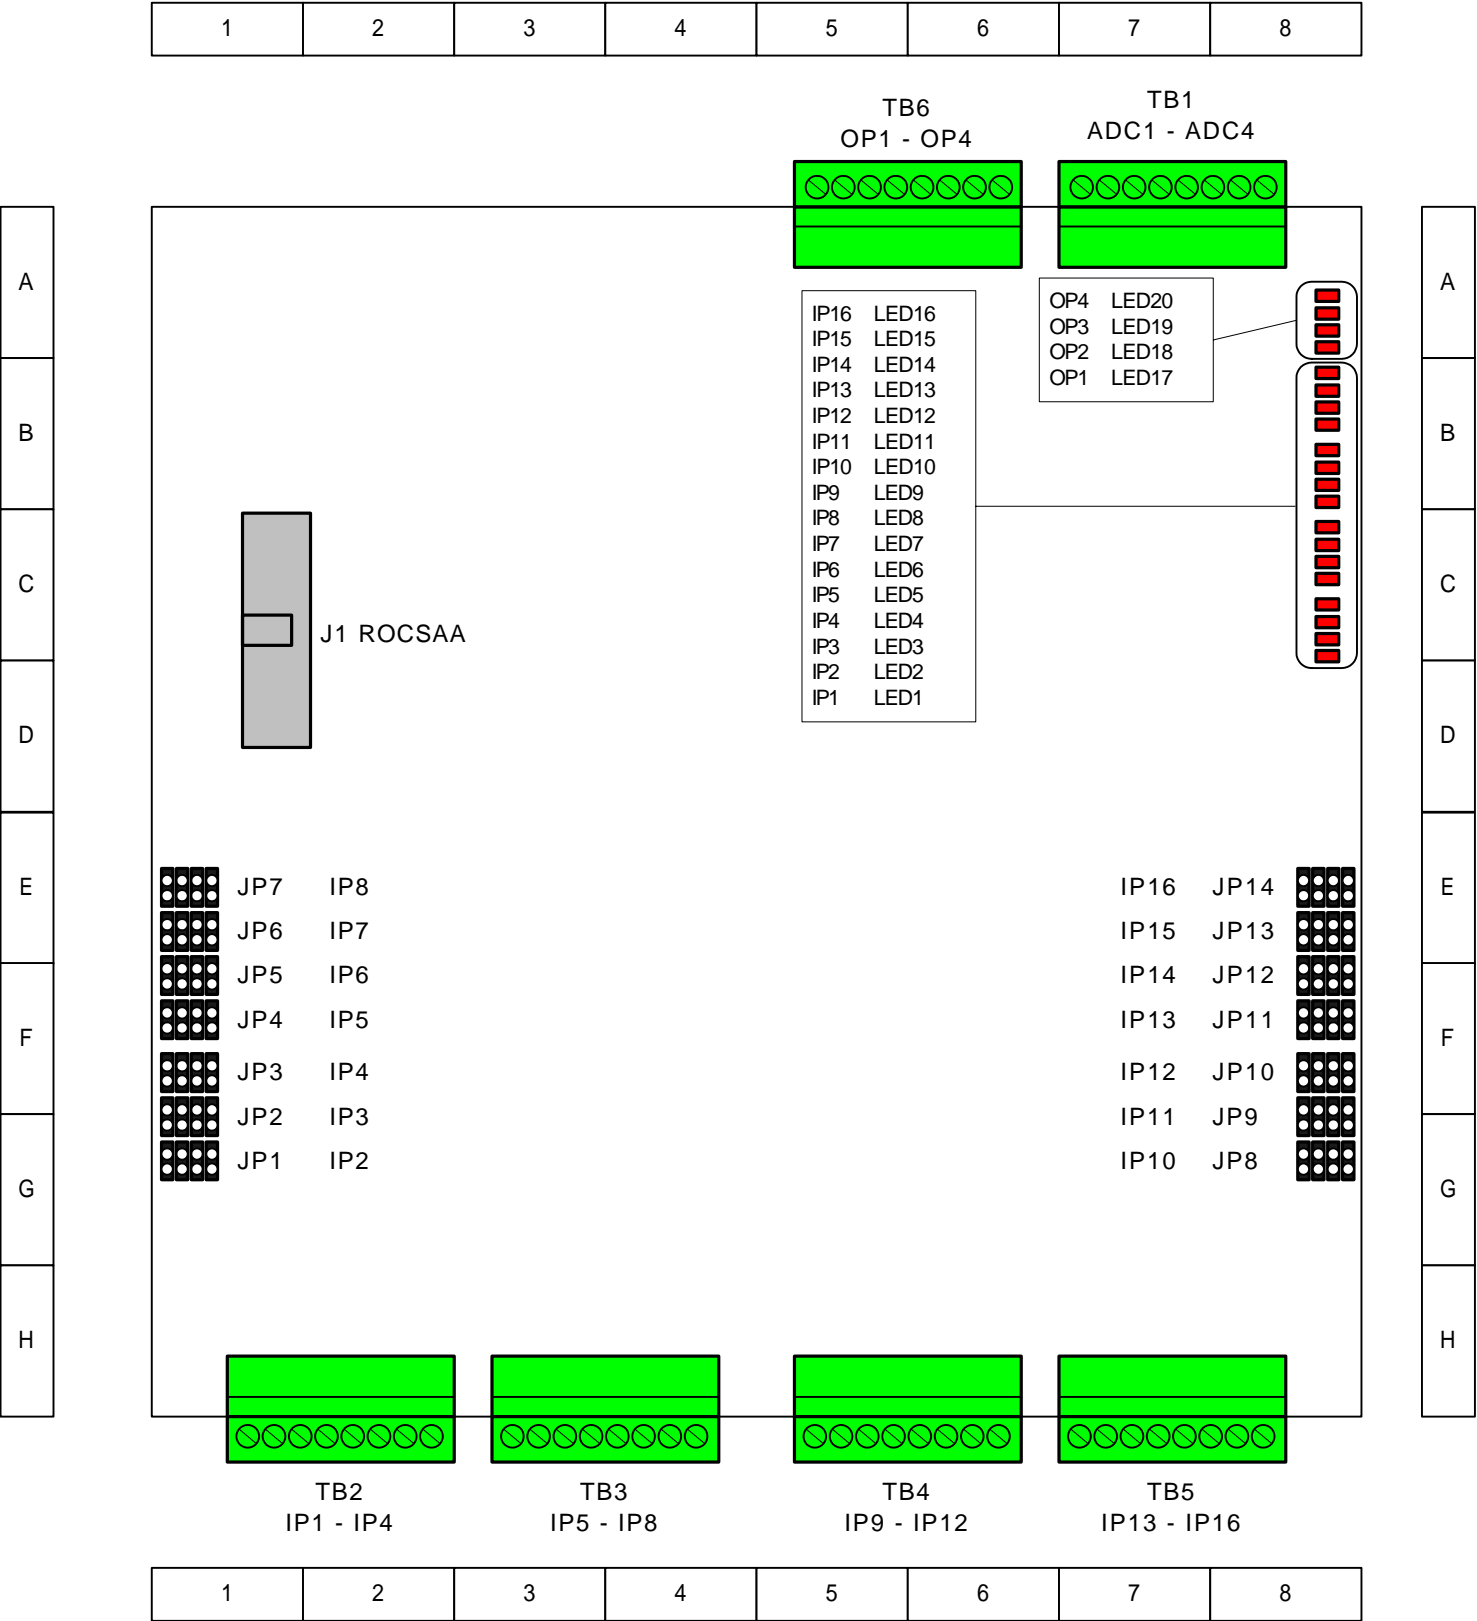 1 2 3 4 5 6 7 8
TB6
OP1 - OP4
TB1
ADC1 - ADC4
A
B
C
D
E
F
G
H
A
B
C
D
E
F
G
H
IP16 LED16
IP15 LED15
IP14 LED14
IP13 LED13
IP12 LED12
IP11 LED11
IP10 LED10
IP9 LED9
IP8 LED8
IP7 LED7
IP6 LED6
IP5 LED5
IP4 LED4
IP3 LED3
IP2 LED2
IP1 LED1
OP4 LED20
OP3 LED19
OP2 LED18
OP1 LED17
J1 ROCSAA
JP7 IP8
JP6 IP7
JP5 IP6
JP4 IP5
JP3 IP4
JP2 IP3
JP1 IP2
IP16 JP14
IP15 JP13
IP14 JP12
IP13 JP11
IP12 JP10
IP11 JP9
IP10 JP8
TB2
IP1 - IP4
TB3
IP5 - IP8
TB4
IP9 - IP12
TB5
IP13 - IP16
1 2 3 4 5 6 7 8